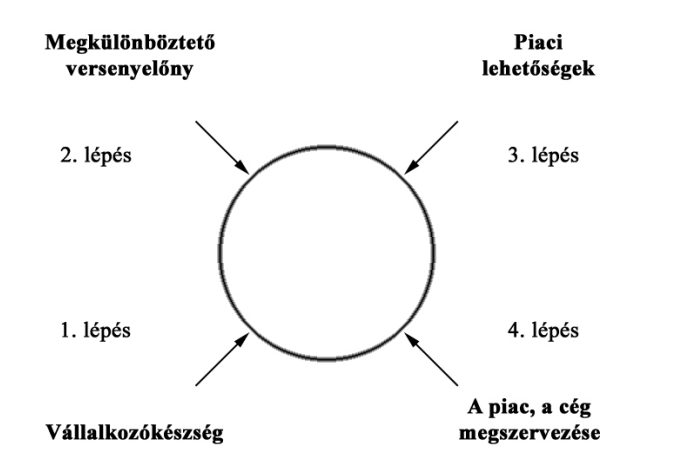 Megkülönböztető
versenyelőny
Piaci
lehetőségek
2. lépés
3. lépés
1. lépés
4. lépés
Vállalkozókészség
A piac, a cég
megszervezése